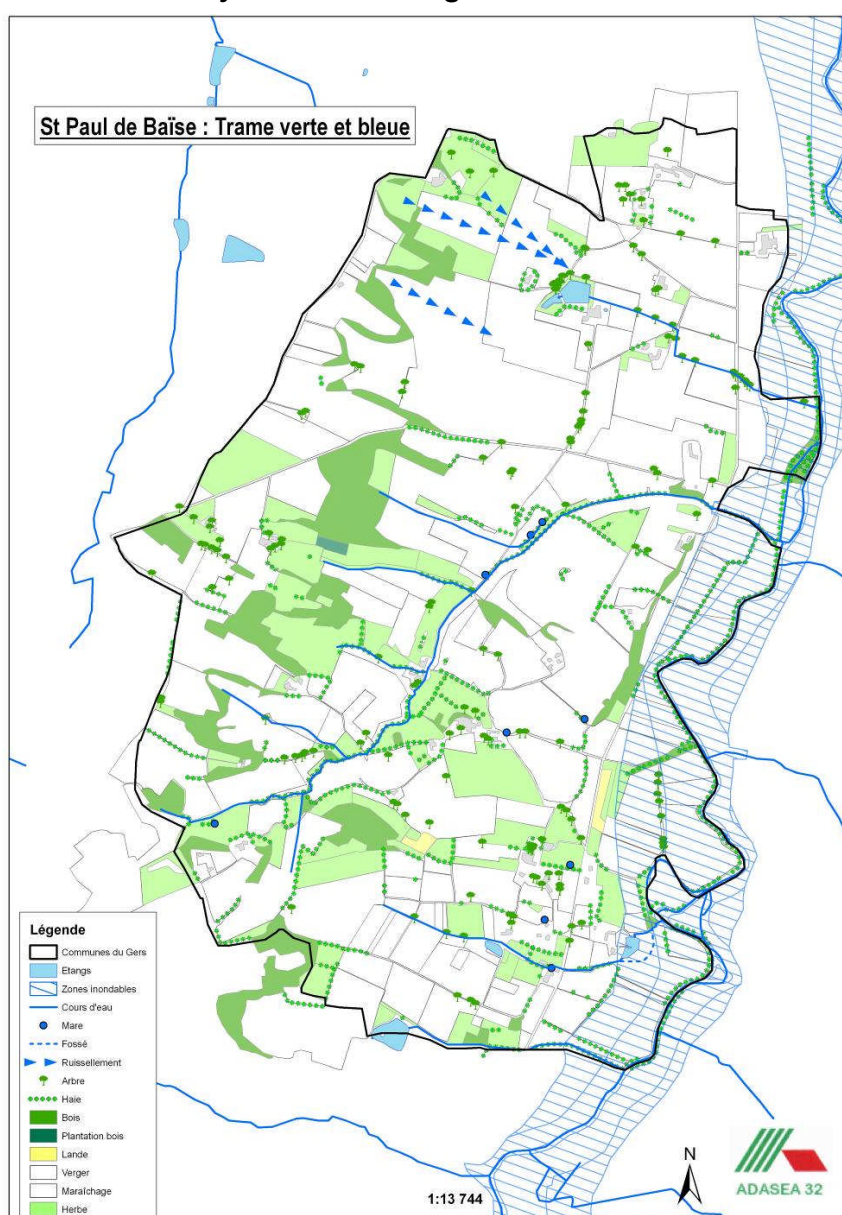 St Paul de Baïse : Trame verte et bleue
Légende
Communes du Gers
Etangs
Zones inondables
Cours d'eau
Mare
Fossé
Ruissellement
Arbre
Haie
Bois
Plantation bois
Lande
Verger
Maraîchage
Herbe
1:13 744
N
ADASEA 32